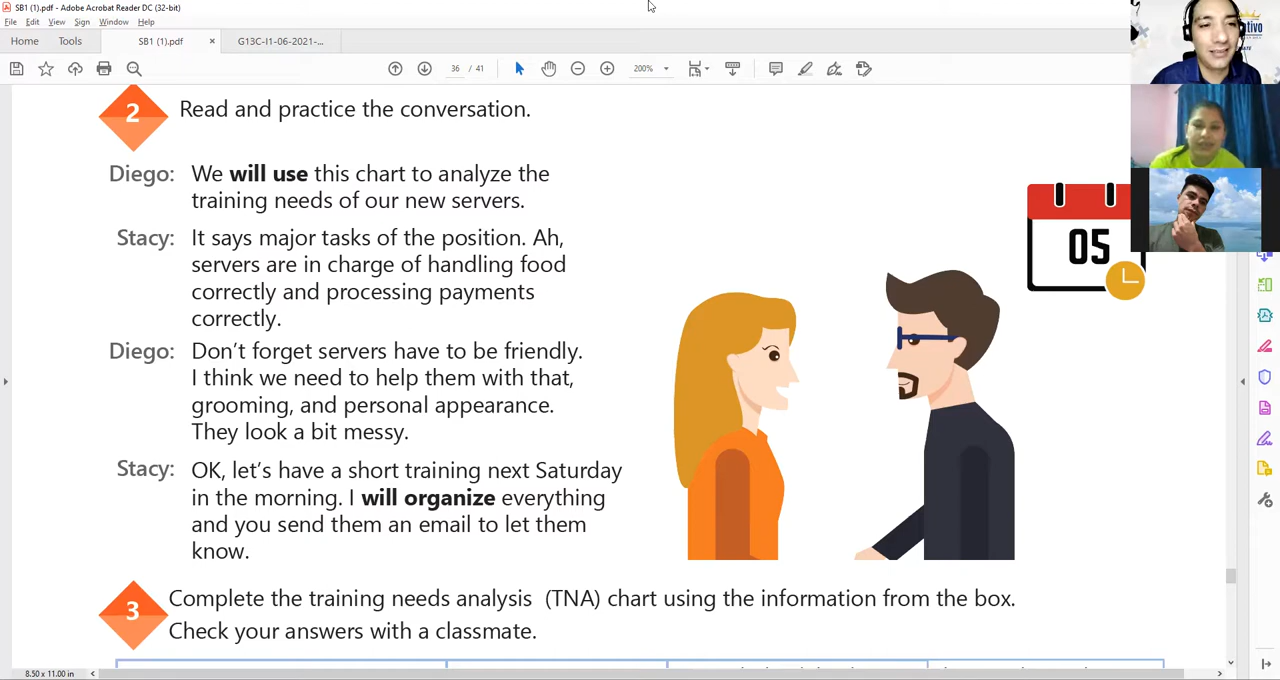 SB1 (1).pdf - Adobe Acrobat Reader DC (32-bit)
File Edit View Sign Window Help
Home Tools SB1 (1).pdf × G13C-I1-06-2021-...
36 / 41 200%
2 Read and practice the conversation.
Diego: We will use this chart to analyze the
training needs of our new servers.
Stacy: It says major tasks of the position. Ah,
servers are in charge of handling food
correctly and processing payments
correctly.
Diego: Don't forget servers have to be friendly.
I think we need to help them with that,
grooming, and personal appearance.
They look a bit messy.
Stacy: OK, let's have a short training next Saturday
in the morning. I will organize everything
and you send them an email to let them
know.
05
3 Complete the training needs analysis (TNA) chart using the information from the box.
Check your answers with a classmate.
8.50 x 11.00 in